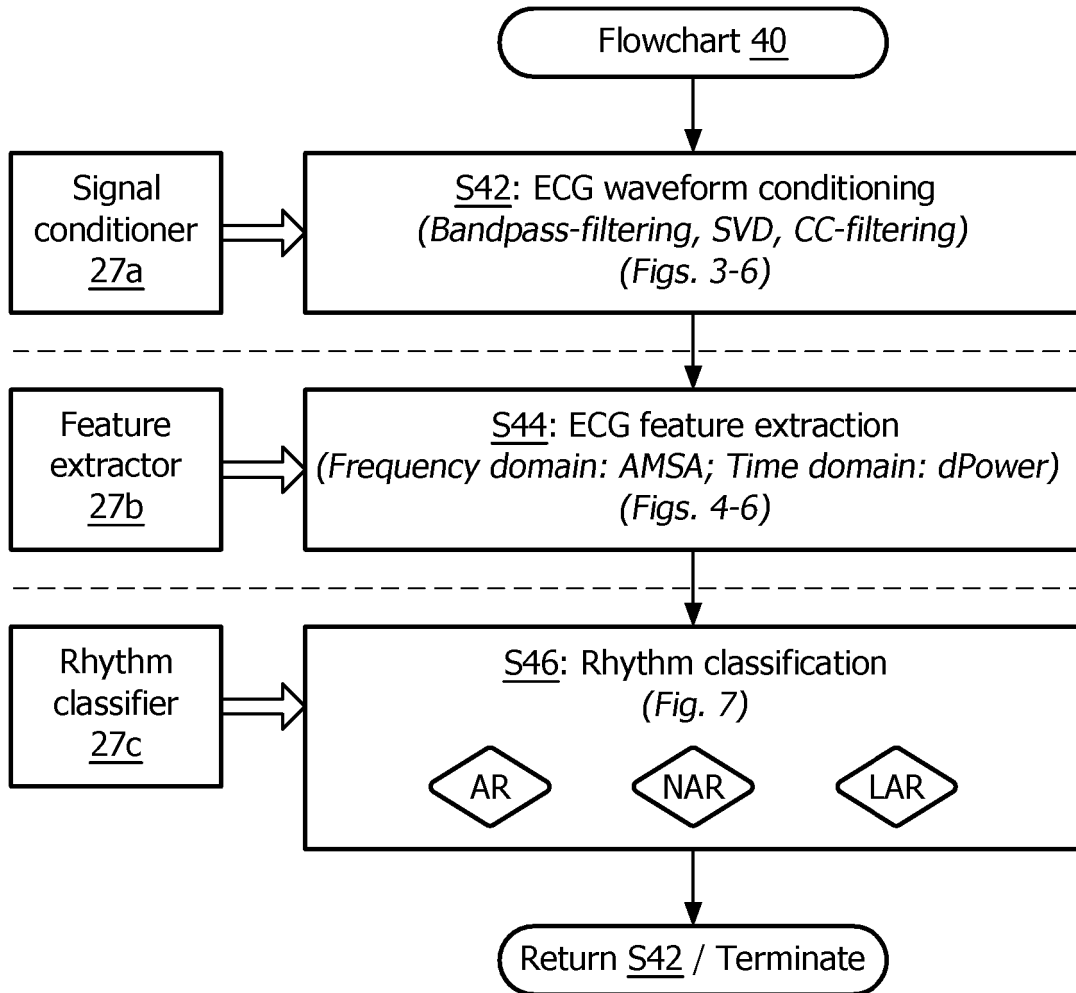 Flowchart 40
Signal
conditioner
27a
S42: ECG waveform conditioning
(Bandpass-filtering, SVD, CC-filtering)
(Figs. 3-6)
Feature
extractor
27b
S44: ECG feature extraction
(Frequency domain: AMSA; Time domain: dPower)
(Figs. 4-6)
Rhythm
classifier
27c
S46: Rhythm classification
(Fig. 7)
AR
NAR
LAR
Return S42 / Terminate